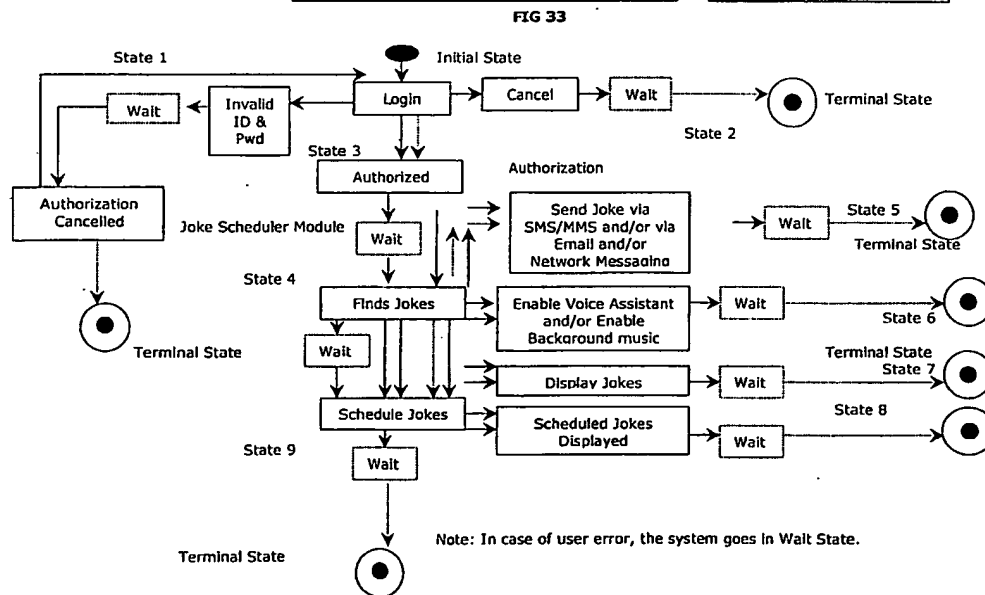 FIG 33
State 1
Initial State
Login
Cancel
Wait
Terminal State
State 2
Invalid
ID &
Pwd
Wait
State 3
Authorized
Authorization
Authorization
Cancelled
Joke Scheduler Module
Wait
Send Joke via
SMS/MMS and/or via
Email and/or
Network Messaging
Wait
State 5
Terminal State
State 4
Finds Jokes
Enable Voice Assistant
and/or Enable
Background music
Wait
State 6
Terminal State
Wait
Terminal State
State 7
Display Jokes
Wait
Schedule Jokes
Scheduled Jokes
Displayed
Wait
State 8
State 9
Wait
Note: In case of user error, the system goes in Wait State.
Terminal State